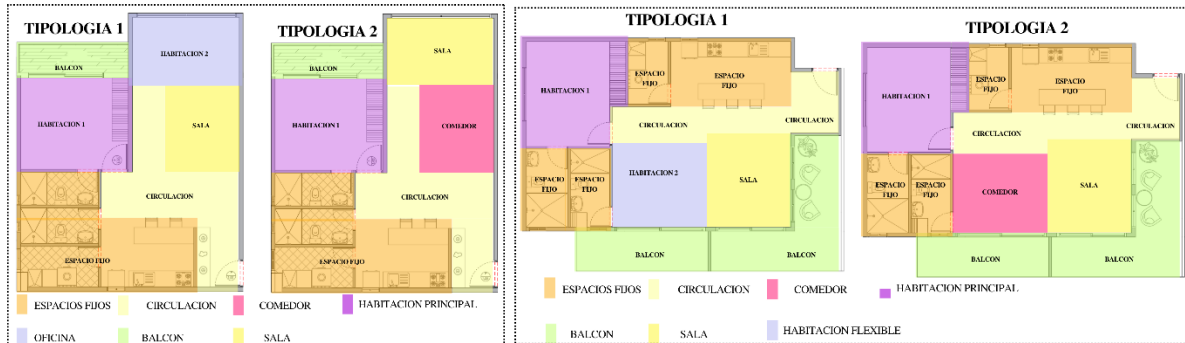 TIPOLOGIA 1
HABITACION 2
BALCON
HABITACION 1
SALA
CIRCULACION
ESPACIO FIJO
TIPOLOGIA 2
SALA
BALCON
HABITACION 1
COMEDOR
CIRCULACION
ESPACIO FIJO
ESPACIOS FIJOS
CIRCULACION
COMEDOR
HABITACION PRINCIPAL
OFICINA
BALCON
SALA
TIPOLOGIA 1
ESPACIO
FIJO
ESPACIO
FIJO
HABITACION 1
CIRCULACION
CIRCULACION
ESPACIO
FIJO
ESPACIO
FIJO
HABITACION 2
SALA
BALCON
BALCON
TIPOLOGIA 2
ESPACIO
FIJO
ESPACIO
FIJO
HABITACION 1
CIRCULACION
CIRCULACION
ESPACIO
FIJO
ESPACIO
FIJO
COMEDOR
SALA
BALCON
BALCON
ESPACIOS FIJOS
CIRCULACION
COMEDOR
HABITACION PRINCIPAL
BALCON
SALA
HABITACION FLEXIBLE